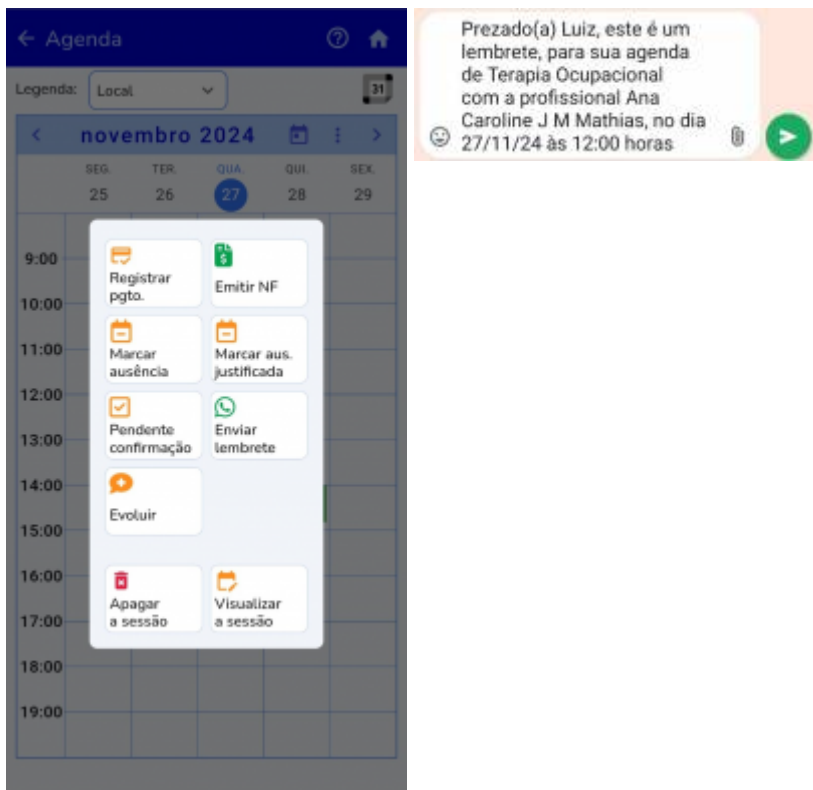 Agenda
Legenda: Local
31
novembro 2024
SEG. TER. QUA. QUI. SEX.
25 26 27 28 29
9:00
10:00
11:00
12:00
13:00
14:00
15:00
16:00
17:00
18:00
19:00
Registrar
pgto.
Emitir NF
Marcar
ausência
Marcar aus.
justificada
Pendente
confirmação
Enviar
lembrete
Evoluir
Apagar
a sessão
Visualizar
a sessão
Prezado(a) Luiz, este é um
lembrete, para sua agenda
de Terapia Ocupacional
com a profissional Ana
Caroline J M Mathias, no dia
27/11/24 às 12:00 horas